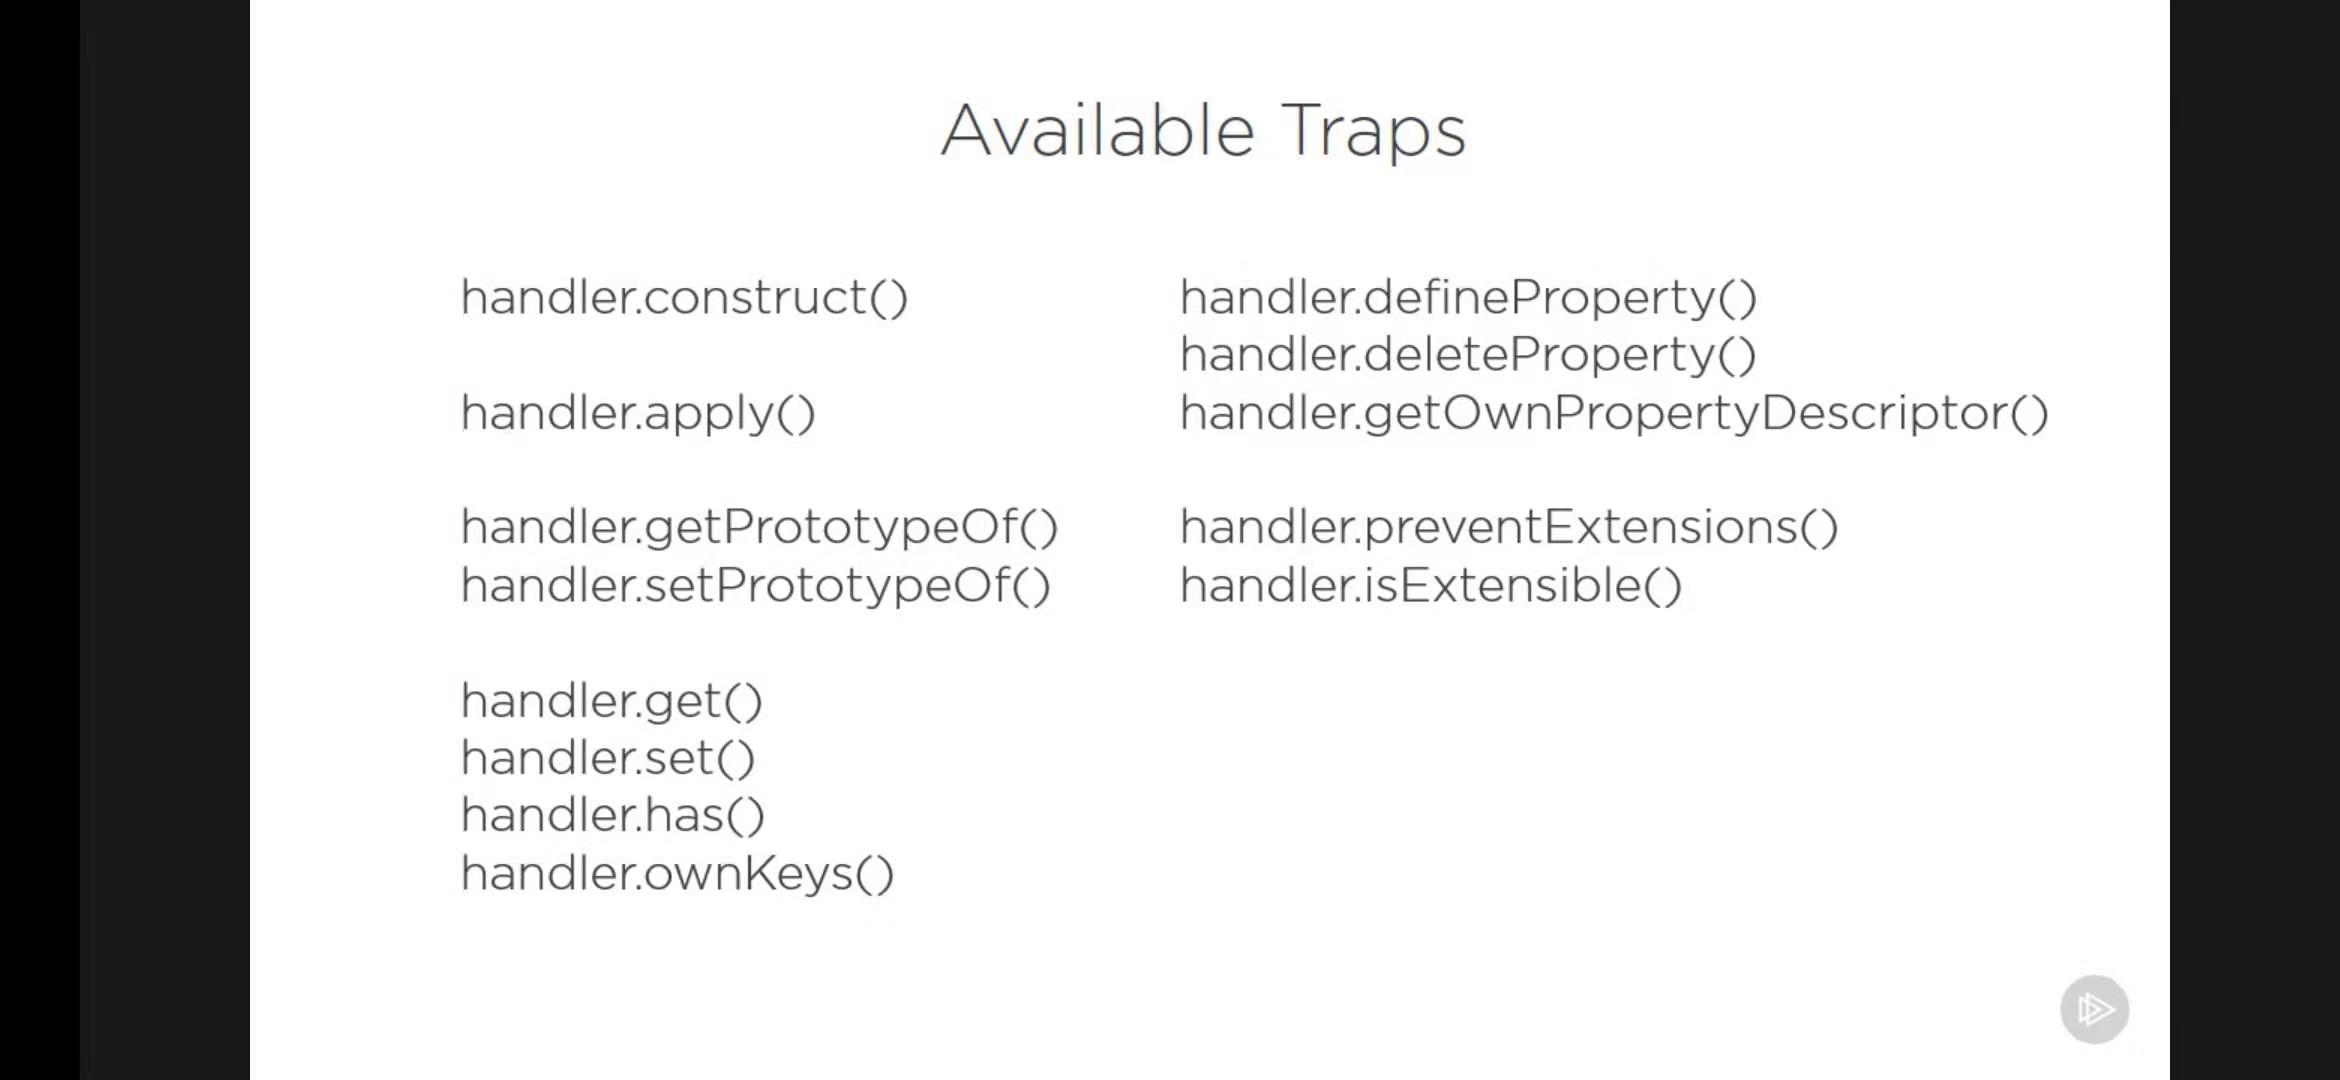 Available Traps
handler.construct()
handler.apply()
handler.getPrototypeOf()
handler.setPrototypeOf()
handler.get()
handler.set()
handler.has()
handler.ownKeys()
handler.defineProperty()
handler.deleteProperty()
handler.getOwnPropertyDescriptor()
handler.preventExtensions()
handler.isExtensible()